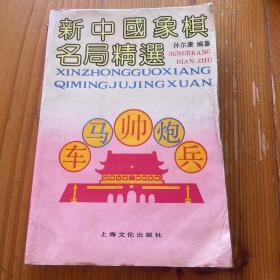 新中國象棋
名局精選
孙尔康 编纂
SUNERKANG
BIAN ZHU
XINZHONGGUOXIANG
QIMINGJUJINGXUAN
车马帅炮兵
上海文化出版社